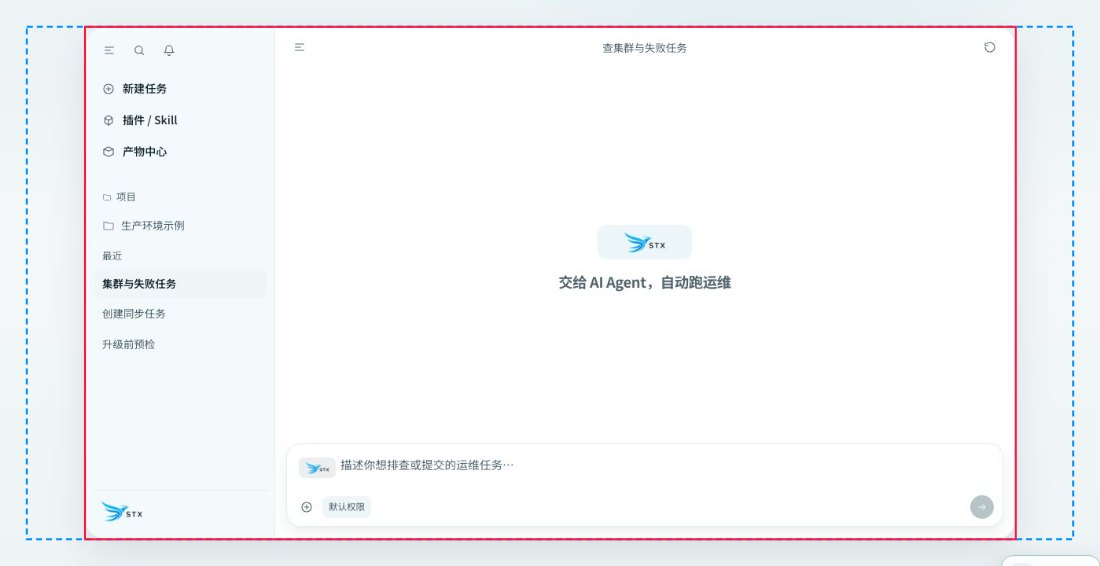 查集群与失败任务
新建任务
插件 / Skill
产物中心
项目
生产环境示例
最近
集群与失败任务
创建同步任务
升级前预检
STX
STX
交给 AI Agent，自动跑运维
STX
描述你想排查或提交的运维任务…
默认权限